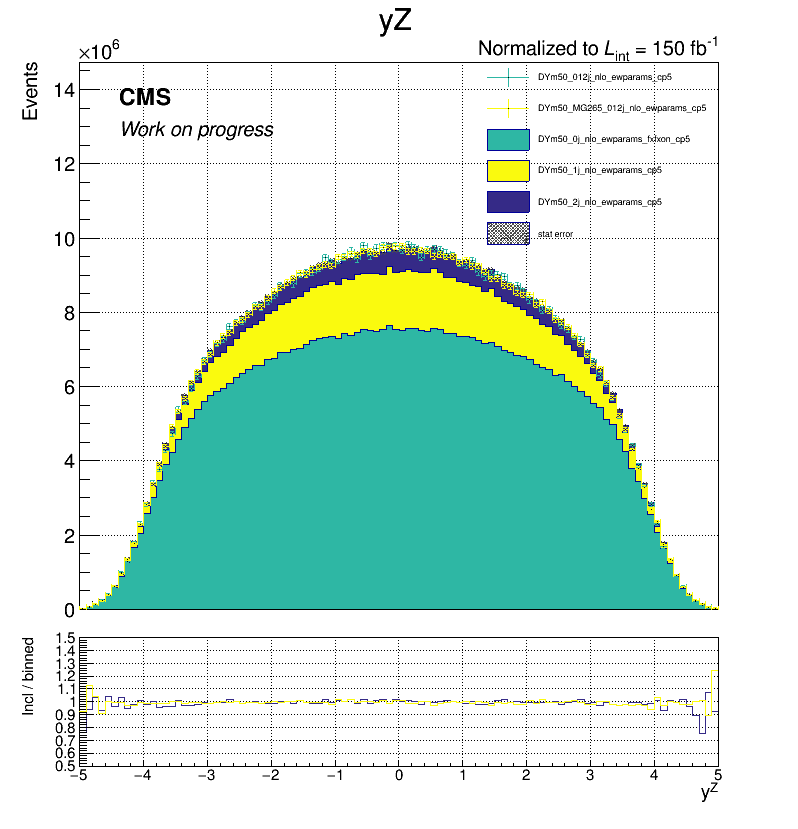 yZ
×10⁶
Normalized to L_int = 150 fb⁻¹
Events
CMS
Work on progress
DYm50_012j_nlo_ewparams_cp5
DYm50_MG265_012j_nlo_ewparams_cp5
DYm50_0j_nlo_ewparams_fxfxon_cp5
DYm50_1j_nlo_ewparams_cp5
DYm50_2j_nlo_ewparams_cp5
stat error
14
12
10
8
6
4
2
0
Incl / binned
1.5
1.4
1.3
1.2
1.1
1
0.9
0.8
0.7
0.6
0.5
−5 −4 −3 −2 −1 0 1 2 3 4 5
y^Z